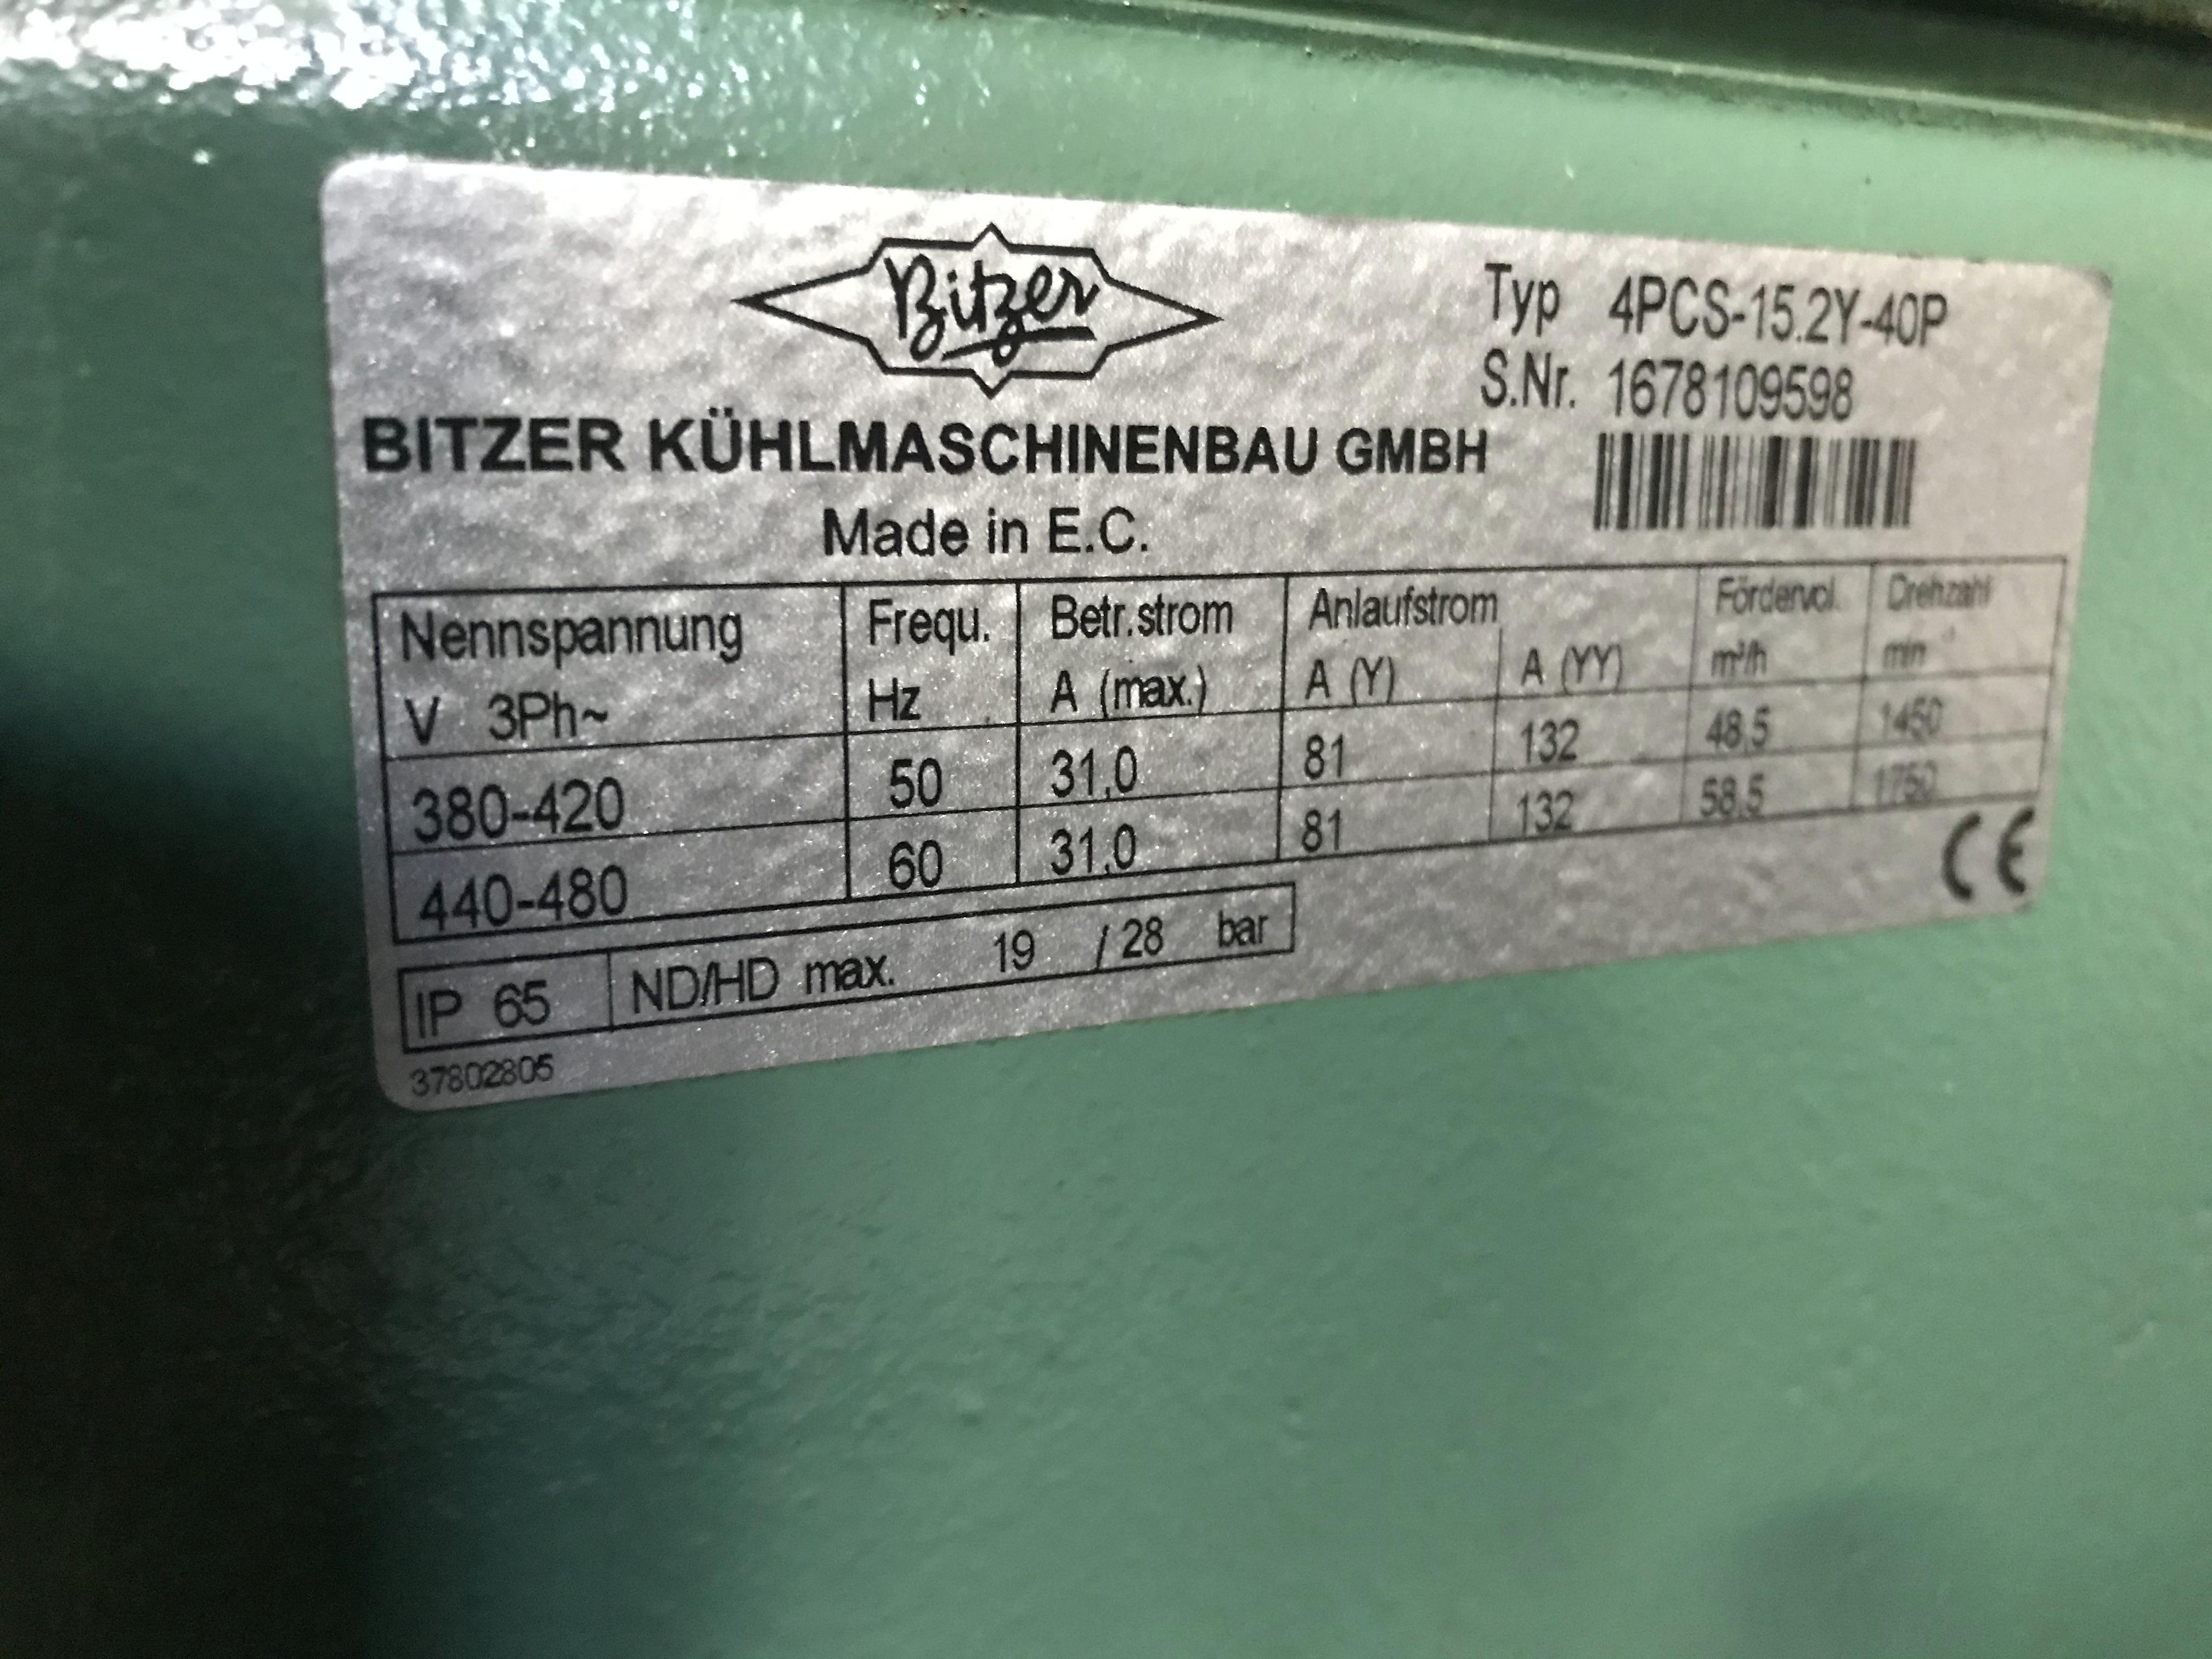 Bitzer
Typ 4PCS-15.2Y-40P
S.Nr. 1678109598
BITZER KÜHLMASCHINENBAU GMBH
Made in E.C.
Nennspannung Frequ. Betr.strom Anlaufstrom Fördervol. Drehzahl
V 3Ph~ Hz A (max.) A (Y) A (YY) m³/h min⁻¹
380-420 50 31,0 81 132 48,5 1450
440-480 60 31,0 81 132 58,5 1750
CE
IP 65 ND/HD max. 19 / 28 bar
37802805